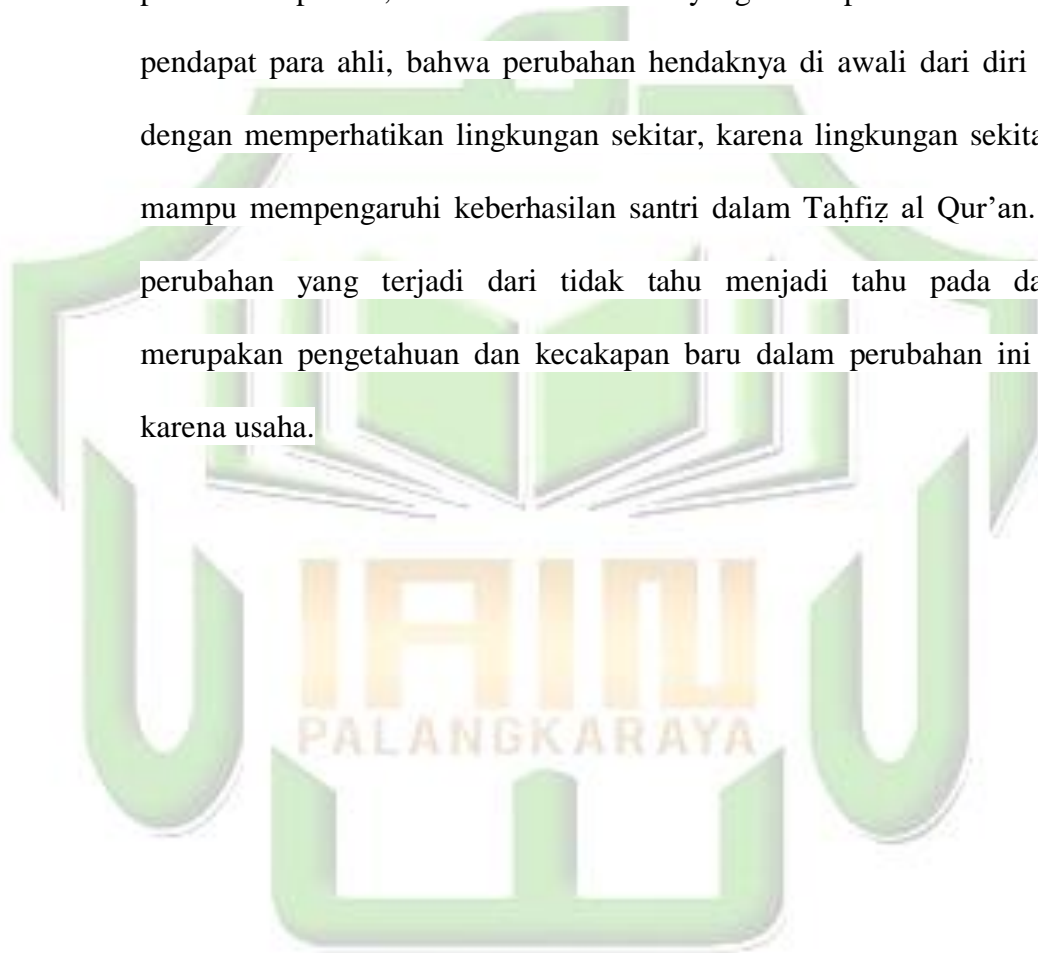 pendapat para ahli, bahwa perubahan hendaknya di awali dari diri
dengan memperhatikan lingkungan sekitar, karena lingkungan
mampu mempengaruhi keberhasilan santri dalam Taḥfiẓ al Qur’an.
perubahan yang terjadi dari tidak tahu menjadi tahu pada
merupakan pengetahuan dan kecakapan baru dalam perubahan ini
karena usaha.
IAIN
PALANGKARAYA